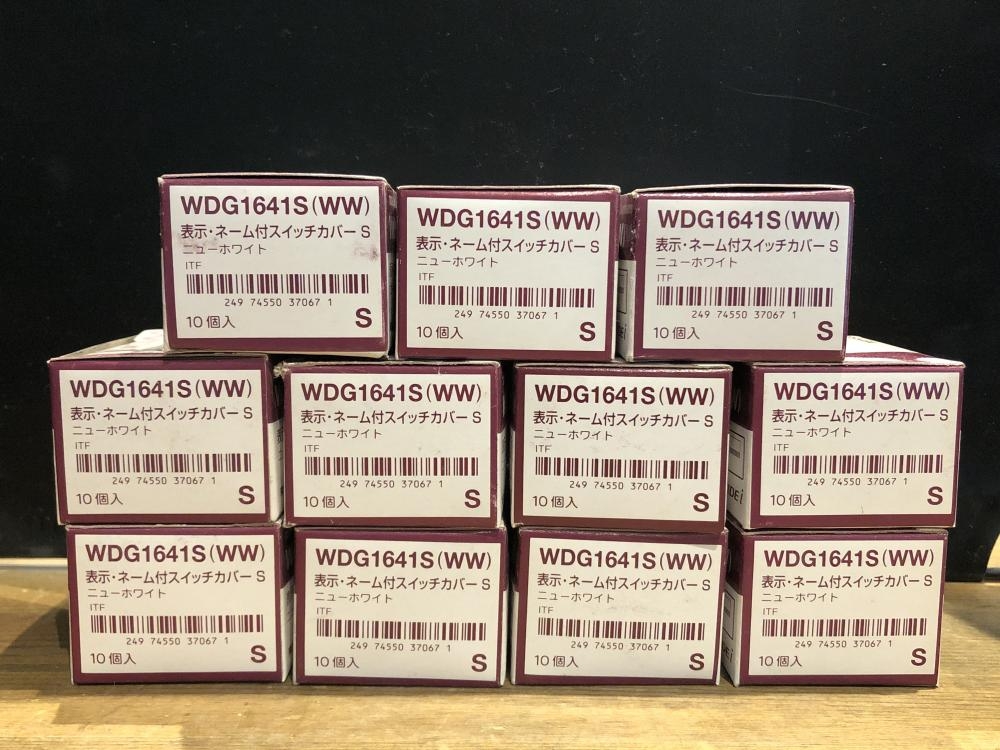 WDG1641S(WW)
表示・ネーム付スイッチカバー S
ニューホワイト
ITF
249 74550 37067 1
10個入 S
WDG1641S(WW)
表示・ネーム付スイッチカバー S
ニューホワイト
ITF
249 74550 37067 1
10個入 S
WDG1641S(WW)
表示・ネーム付スイッチカバー S
ニューホワイト
ITF
249 74550 37067 1
10個入 S
WDG1641S(WW)
表示・ネーム付スイッチカバー S
ニューホワイト
ITF
249 74550 37067 1
10個入 S
WDG1641S(WW)
表示・ネーム付スイッチカバー S
ニューホワイト
ITF
249 74550 37067 1
10個入 S
WDG1641S(WW)
表示・ネーム付スイッチカバー S
ニューホワイト
ITF
249 74550 37067 1
10個入 S
WDG1641S(WW)
表示・ネーム付スイッチカバー S
ニューホワイト
ITF
249 74550 37067 1
10個入 S
WDG1641S(WW)
表示・ネーム付スイッチカバー S
ニューホワイト
ITF
249 74550 37067 1
10個入 S
WDG1641S(WW)
表示・ネーム付スイッチカバー S
ニューホワイト
ITF
249 74550 37067 1
10個入 S
WDG1641S(WW)
表示・ネーム付スイッチカバー S
ニューホワイト
ITF
249 74550 37067 1
10個入 S
WDG1641S(WW)
表示・ネーム付スイッチカバー S
ニューホワイト
ITF
249 74550 37067 1
10個入 S